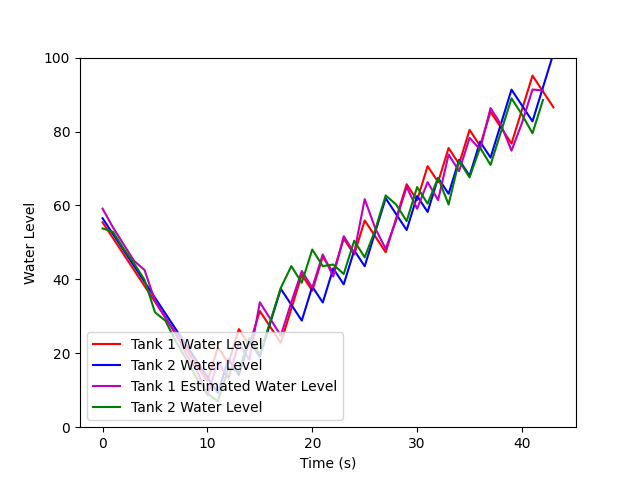 100
80
60
40
20
0
Water Level
Tank 1 Water Level
Tank 2 Water Level
Tank 1 Estimated Water Level
Tank 2 Water Level
0 10 20 30 40
Time (s)